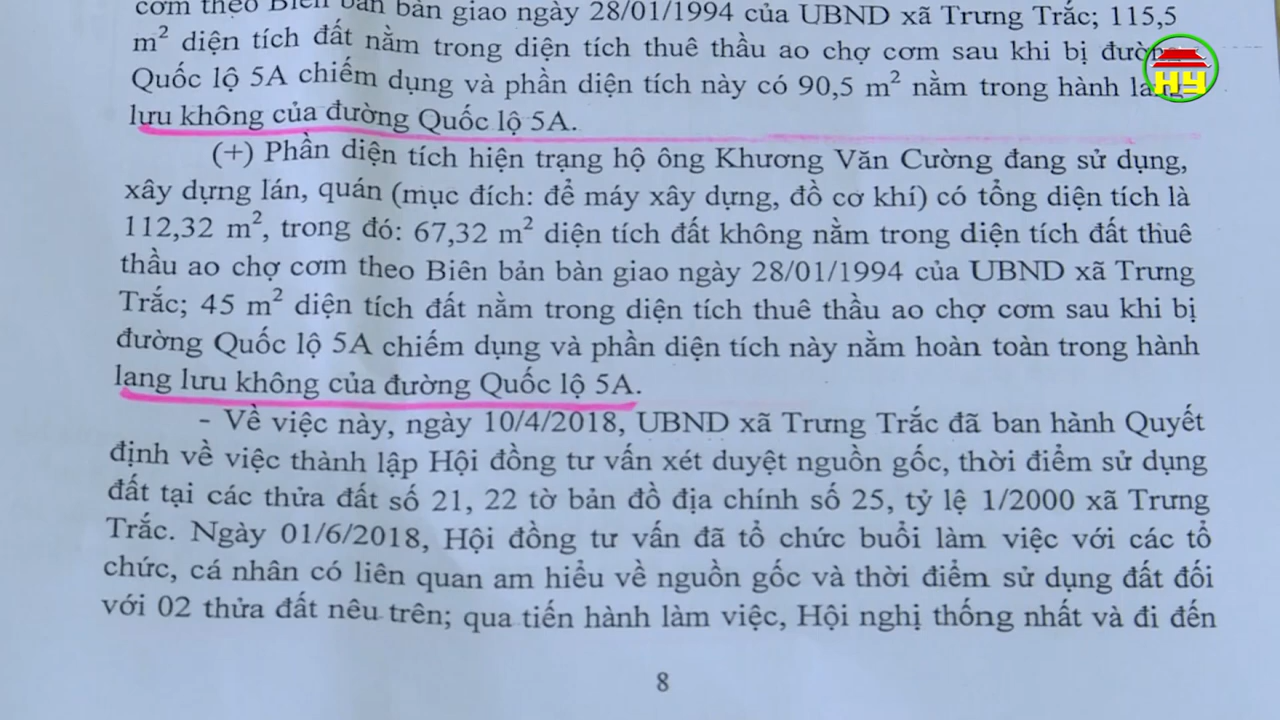 cơm theo Biên bản bàn giao ngày 28/01/1994 của UBND xã Trưng Trắc; 115,5
m² diện tích đất nằm trong diện tích thuê thầu ao chợ cơm sau khi bị đường
Quốc lộ 5A chiếm dụng và phần diện tích này có 90,5 m² nằm trong hành lang
lưu không của đường Quốc lộ 5A.
(+) Phần diện tích hiện trạng hộ ông Khương Văn Cường đang sử dụng,
xây dựng lán, quán (mục đích: để máy xây dựng, đồ cơ khí) có tổng diện tích là
112,32 m², trong đó: 67,32 m² diện tích đất không nằm trong diện tích đất thuê
thầu ao chợ cơm theo Biên bản bàn giao ngày 28/01/1994 của UBND xã Trưng
Trắc; 45 m² diện tích đất nằm trong diện tích thuê thầu ao chợ cơm sau khi bị
đường Quốc lộ 5A chiếm dụng và phần diện tích này nằm hoàn toàn trong hành
lang lưu không của đường Quốc lộ 5A.
- Về việc này, ngày 10/4/2018, UBND xã Trưng Trắc đã ban hành Quyết
định về việc thành lập Hội đồng tư vấn xét duyệt nguồn gốc, thời điểm sử dụng
đất tại các thửa đất số 21, 22 tờ bản đồ địa chính số 25, tỷ lệ 1/2000 xã Trưng
Trắc. Ngày 01/6/2018, Hội đồng tư vấn đã tổ chức buổi làm việc với các tổ
chức, cá nhân có liên quan am hiểu về nguồn gốc và thời điểm sử dụng đất đối
với 02 thửa đất nêu trên; qua tiến hành làm việc, Hội nghị thống nhất và đi đến
8
HY